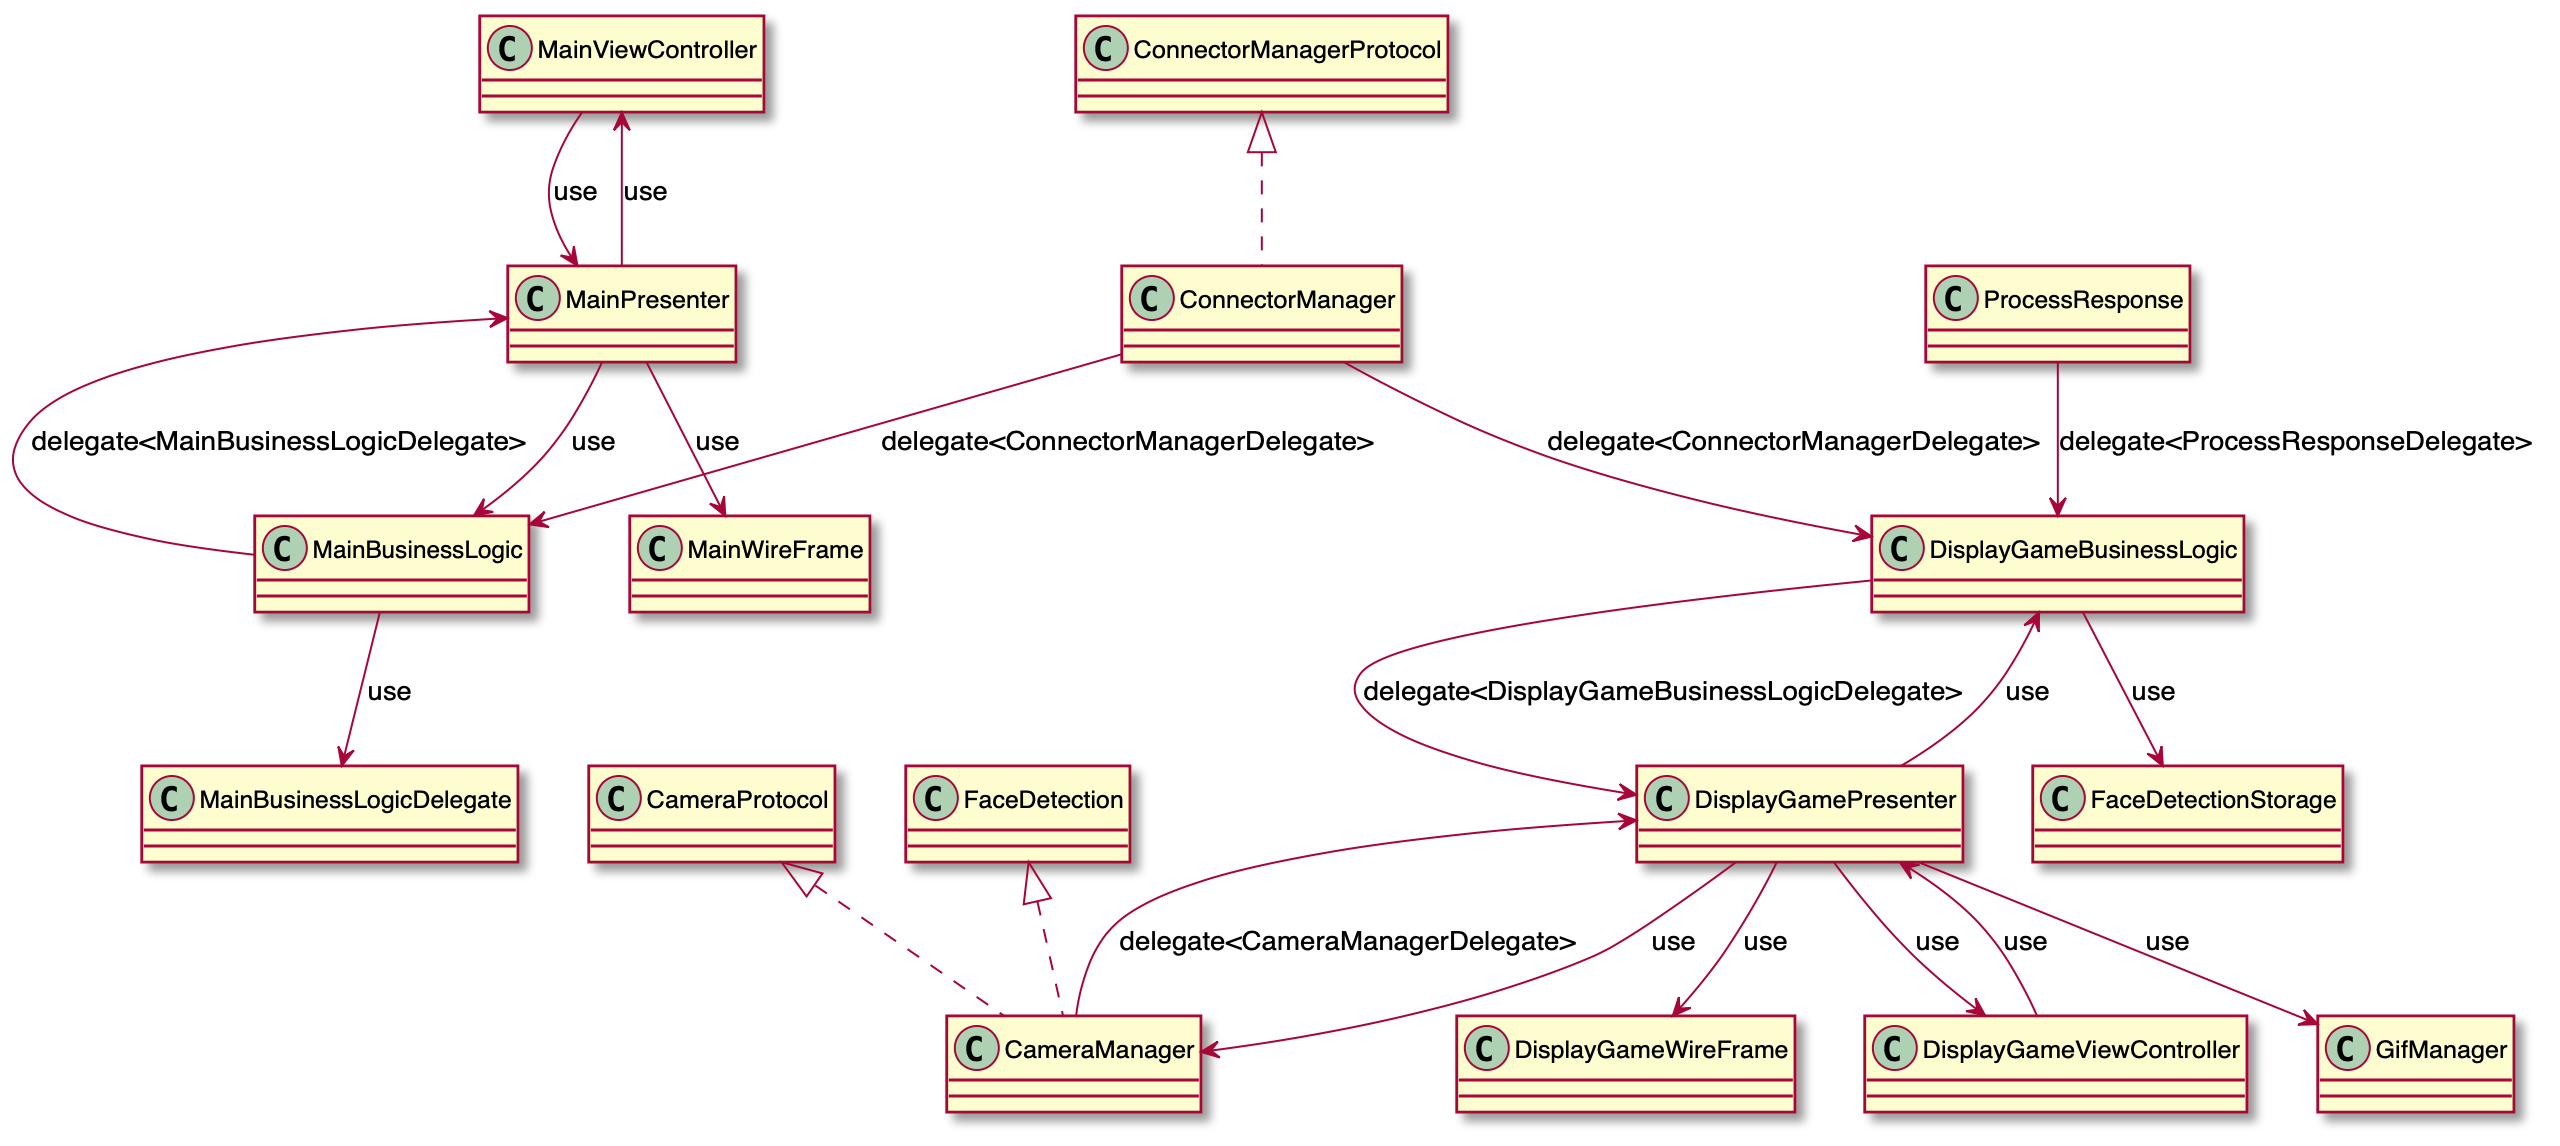 C MainViewController
C ConnectorManagerProtocol
use
use
C MainPresenter
C ConnectorManager
C ProcessResponse
delegate<MainBusinessLogicDelegate>
use
use
delegate<ConnectorManagerDelegate>
delegate<ConnectorManagerDelegate>
delegate<ProcessResponseDelegate>
C MainBusinessLogic
C MainWireFrame
C DisplayGameBusinessLogic
use
delegate<DisplayGameBusinessLogicDelegate>
use
use
C MainBusinessLogicDelegate
C CameraProtocol
C FaceDetection
C DisplayGamePresenter
C FaceDetectionStorage
delegate<CameraManagerDelegate>
use
use
use
use
use
C CameraManager
C DisplayGameWireFrame
C DisplayGameViewController
C GifManager